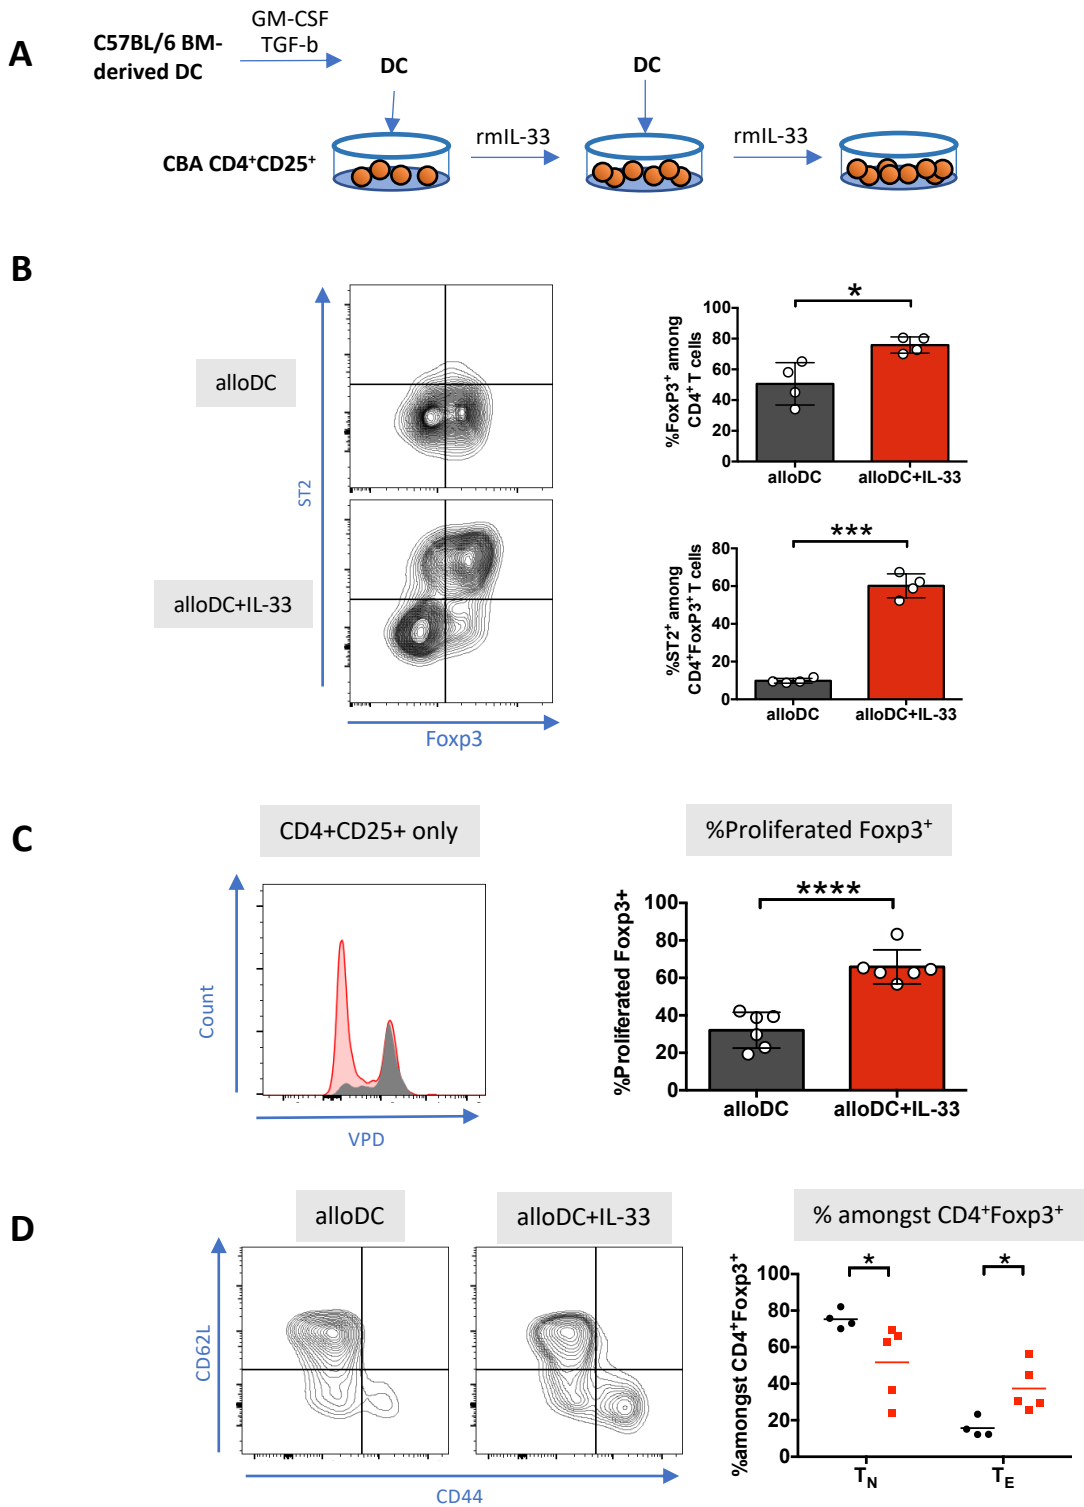 A
C57BL/6 BM-
derived DC
GM-CSF
TGF-b
DC
DC
CBA CD4⁺CD25⁺
rmIL-33
rmIL-33
B
alloDC
alloDC+IL-33
ST2
Foxp3
*
%FoxP3⁺ among
CD4⁺ T cells
100
80
60
40
20
0
alloDC
alloDC+IL-33
***
%ST2⁺ among
CD4⁺FoxP3⁺ T cells
80
60
40
20
0
alloDC
alloDC+IL-33
C
CD4+CD25+ only
Count
VPD
%Proliferated Foxp3⁺
****
%Proliferated Foxp3+
100
80
60
40
20
0
alloDC
alloDC+IL-33
D
alloDC
alloDC+IL-33
CD62L
CD44
% amongst CD4⁺Foxp3⁺
*
*
%amongst CD4⁺Foxp3⁺
100
80
60
40
20
0
T_N
T_E